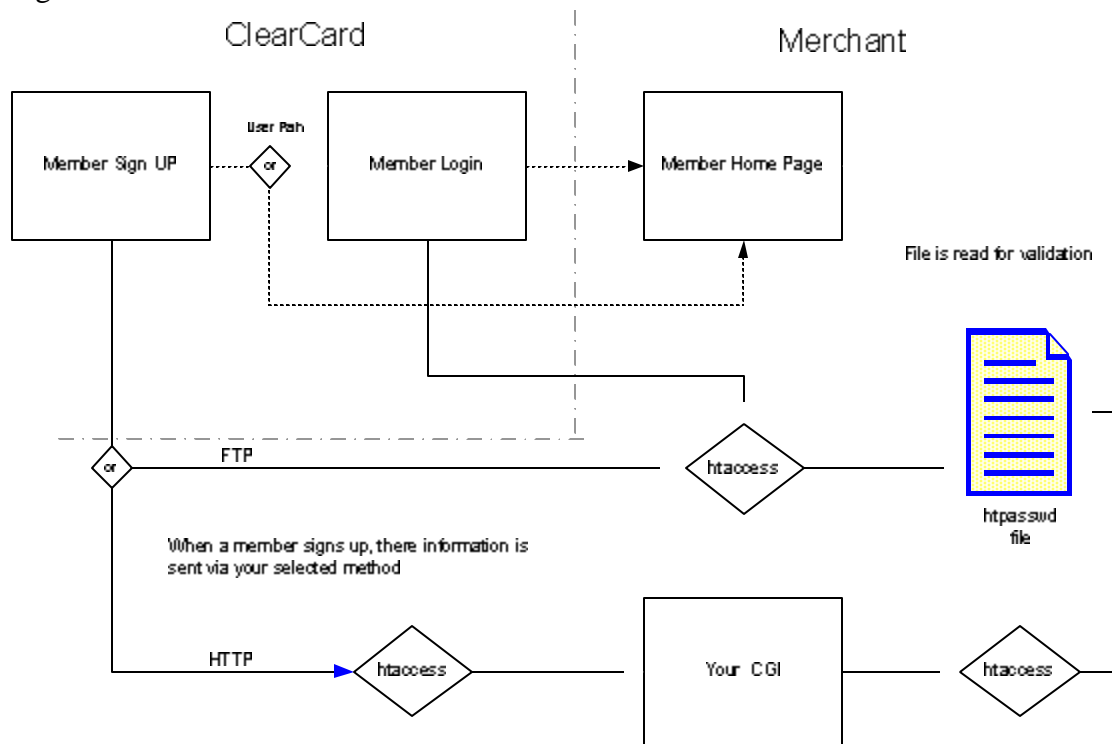 ClearCard
Merchant
User Path
Member Sign UP
or
Member Login
Member Home Page
File is read for validation
or
FTP
htaccess
htpasswd
file
When a member signs up, there information is
sent via your selected method
HTTP
htaccess
Your CGI
htaccess